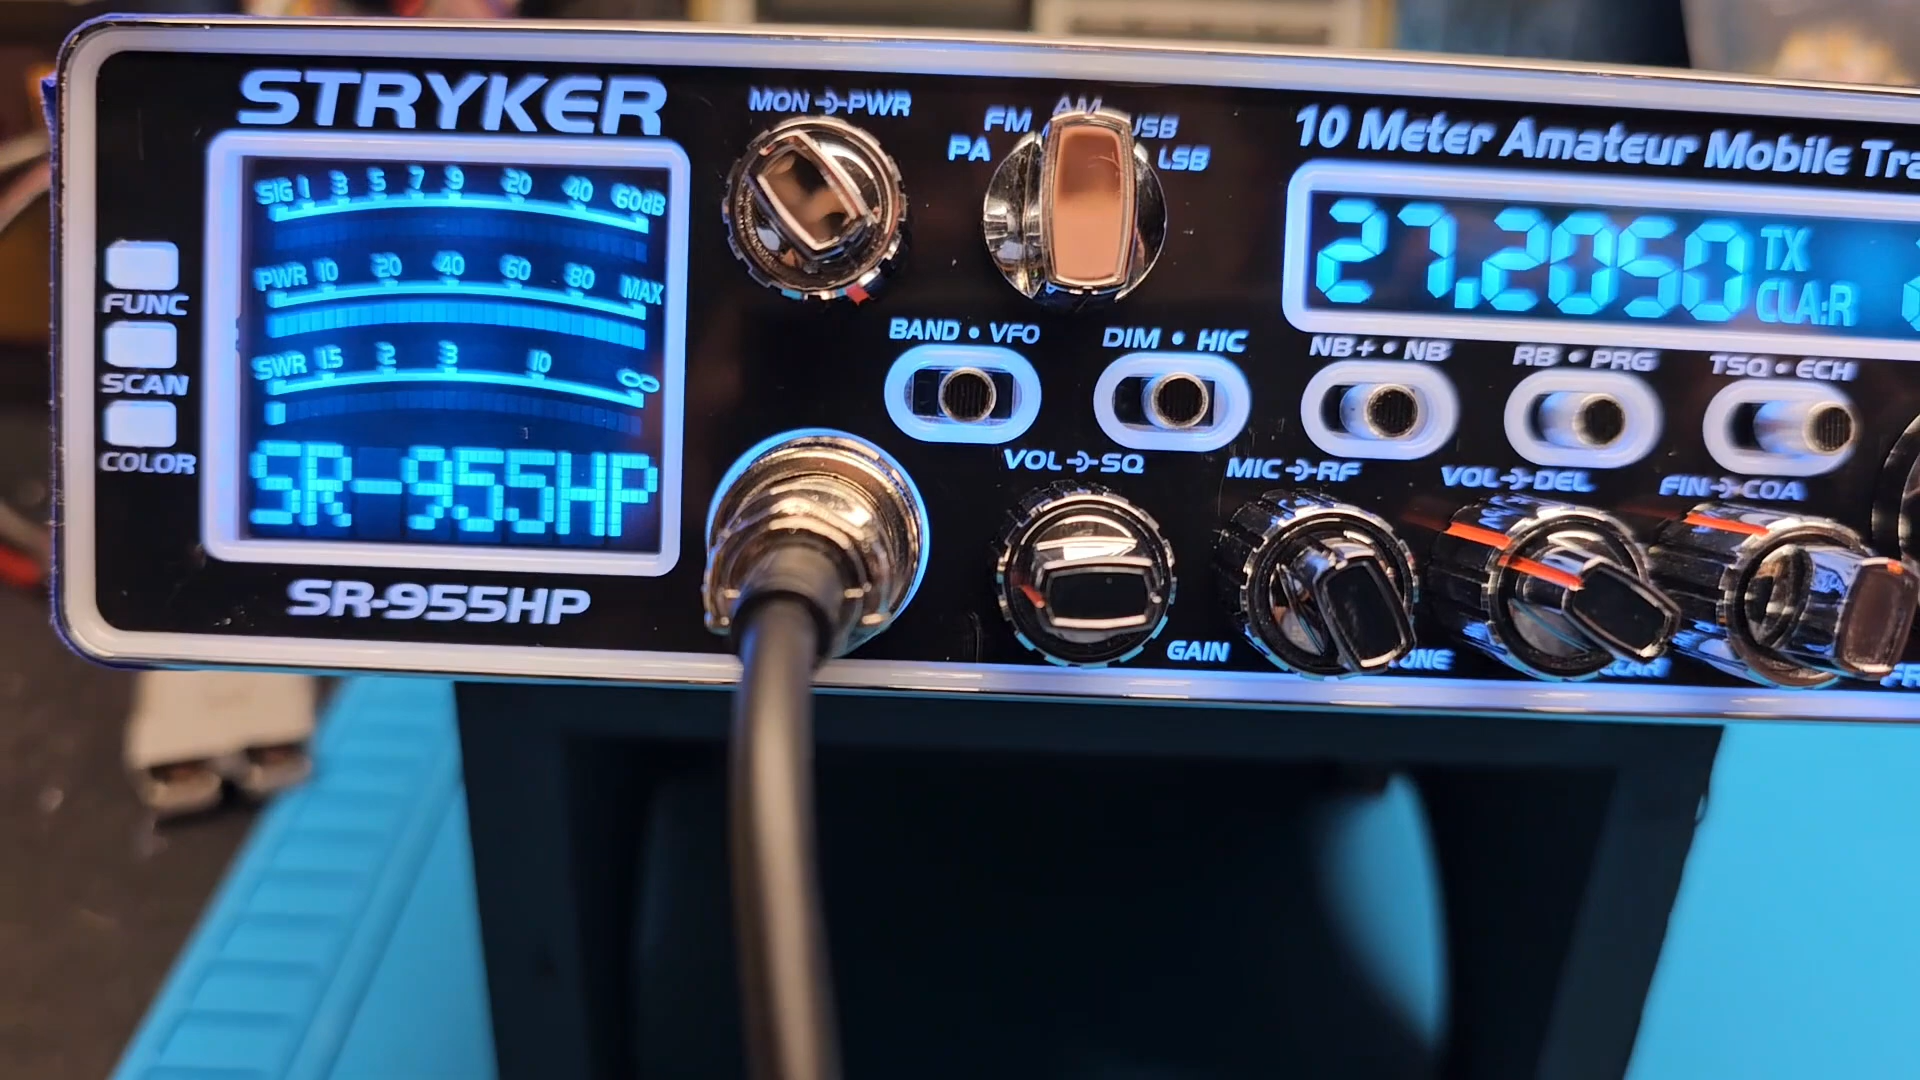 STRYKER
SIG 1 3 5 7 9 20 40 60dB
PWR 10 20 40 60 80 MAX
SWR 1.5 2 3 10 ∞
SR-955HP
SR-955HP
FUNC
SCAN
COLOR
MON PWR
PA FM AM USB LSB
10 Meter Amateur Mobile
27.2050 TX
CLA:R
BAND • VFO
DIM • HIC
NB+ • NB
RB • PRG
TSQ • ECH
VOL SQ
MIC RF
VOL DEL
FIN COA
GAIN